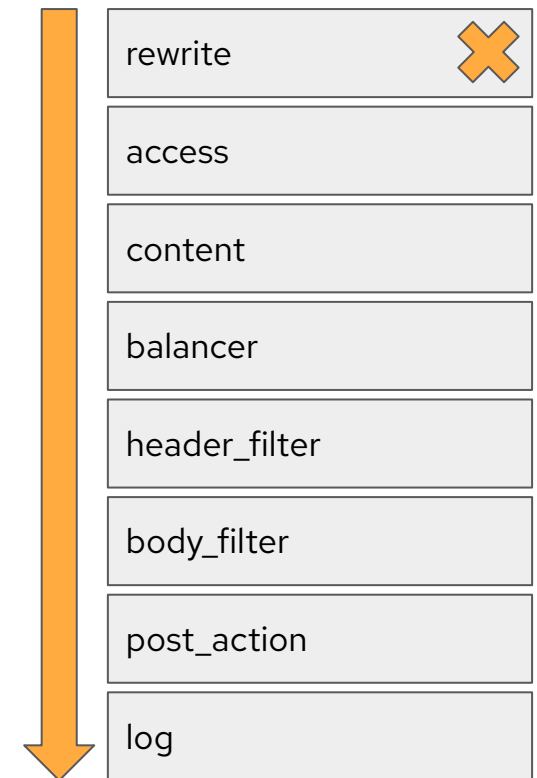 rewrite
access
content
balancer
header_filter
body_filter
post_action
log